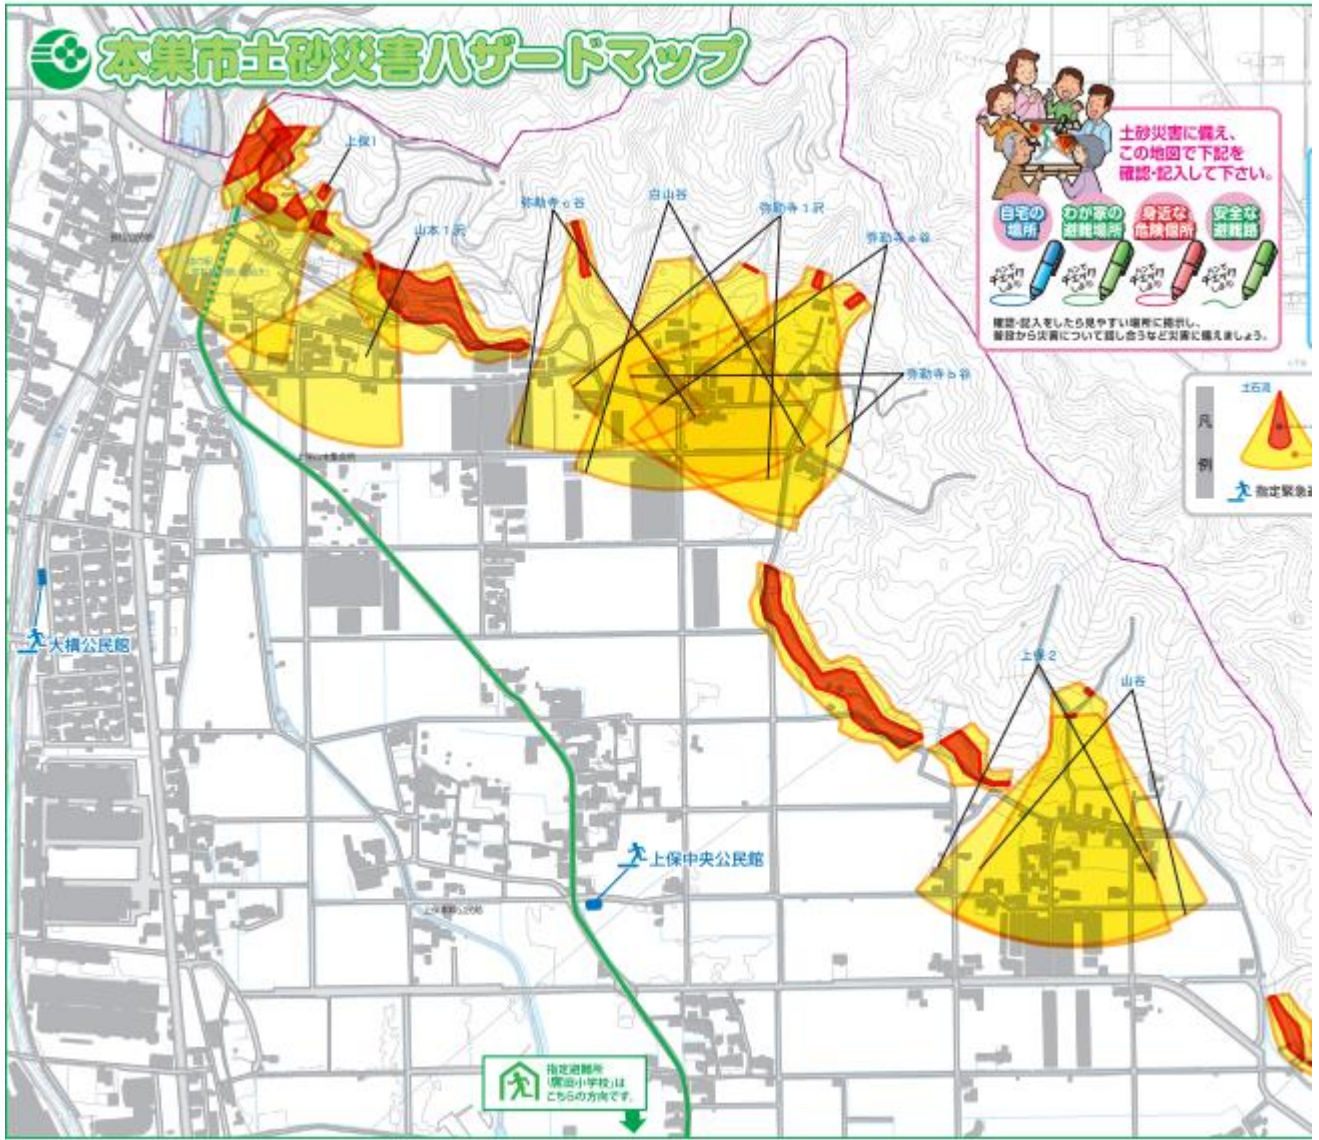 本巣市土砂災害ハザードマップ
土砂災害に備え、
この地図で下記を
確認・記入して下さい。
自宅の
場所
わが家の
避難場所
身近な
危険個所
安全な
避難路
確認・記入をしたら見やすい場所に掲示し、
普段から災害について話し合うなど災害に備えましょう。
上保1
山本1沢
弥勒寺c谷
白山谷
弥勒寺1沢
弥勒寺a谷
弥勒寺b谷
凡
例
土石流
指定緊急
大構公民館
上保2
山谷
上保中央公民館
指定避難所
こちらの方向です。